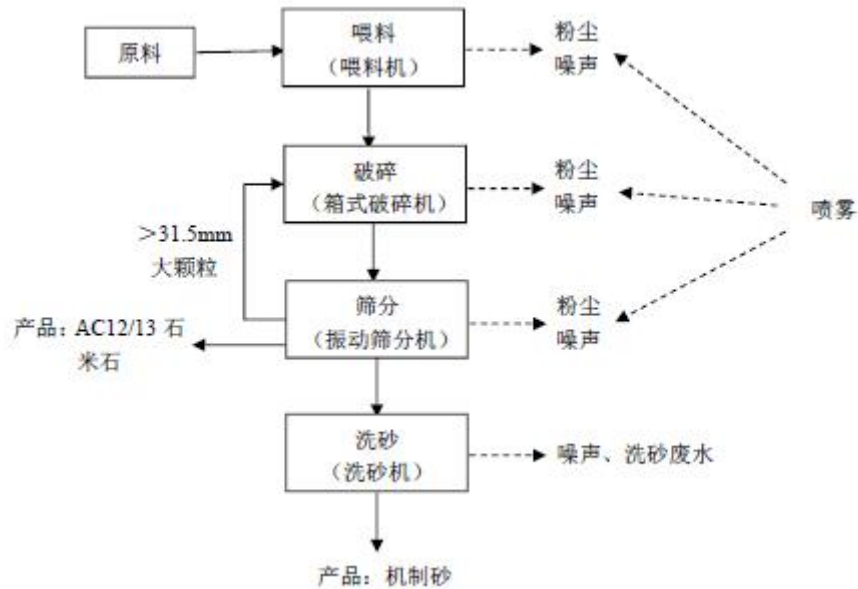 原料
喂料
（喂料机）
粉尘
噪声
破碎
（箱式破碎机）
粉尘
噪声
喷雾
＞31.5mm
大颗粒
筛分
（振动筛分机）
粉尘
噪声
产品：AC12/13 石
米石
洗砂
（洗砂机）
噪声、洗砂废水
产品：机制砂